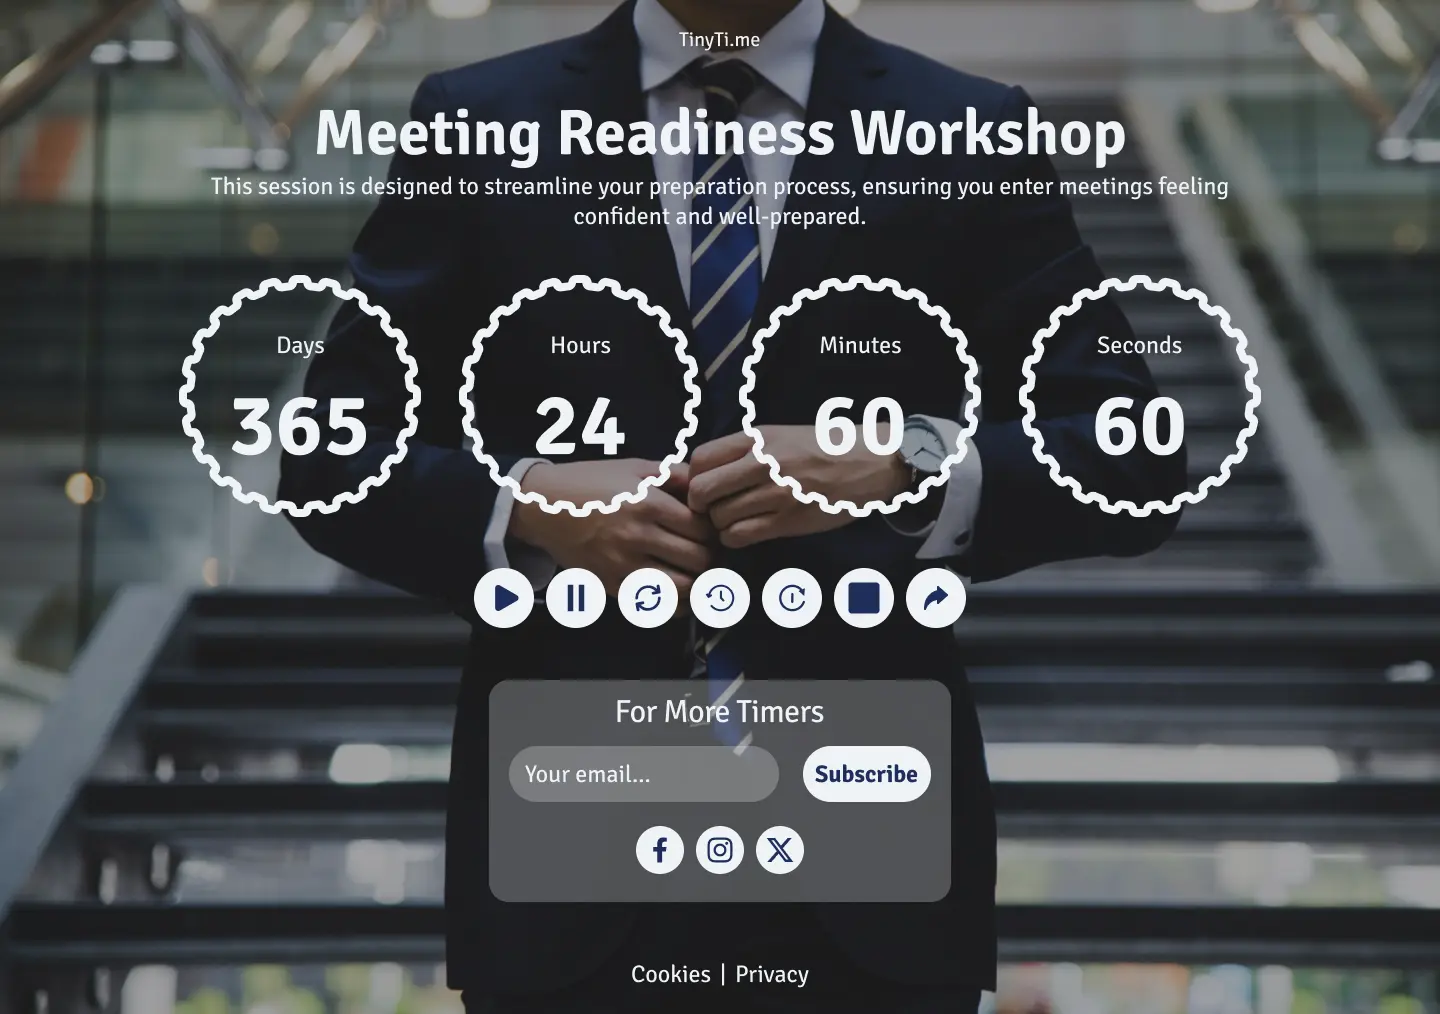 TinyTi.me
Meeting Readiness Workshop
This session is designed to streamline your preparation process, ensuring you enter meetings feeling
confident and well-prepared.
Days
Hours
Minutes
Seconds
365
24
60
60
For More Timers
Your email...
Subscribe
Cookies | Privacy